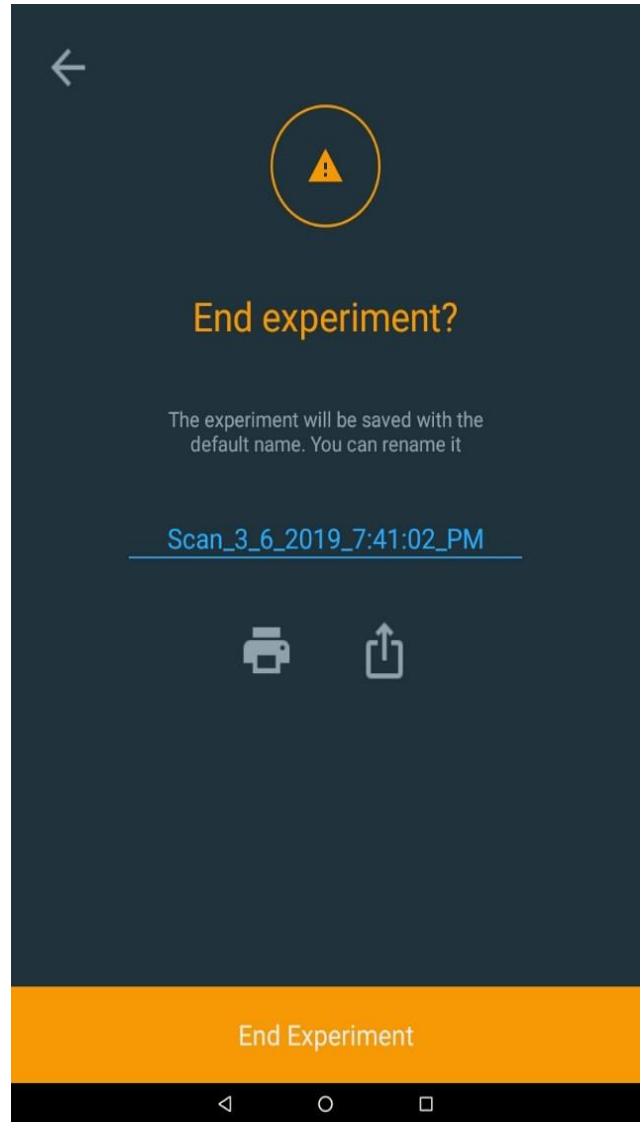 End experiment?
The experiment will be saved with the
default name. You can rename it
Scan_3_6_2019_7:41:02_PM
End Experiment